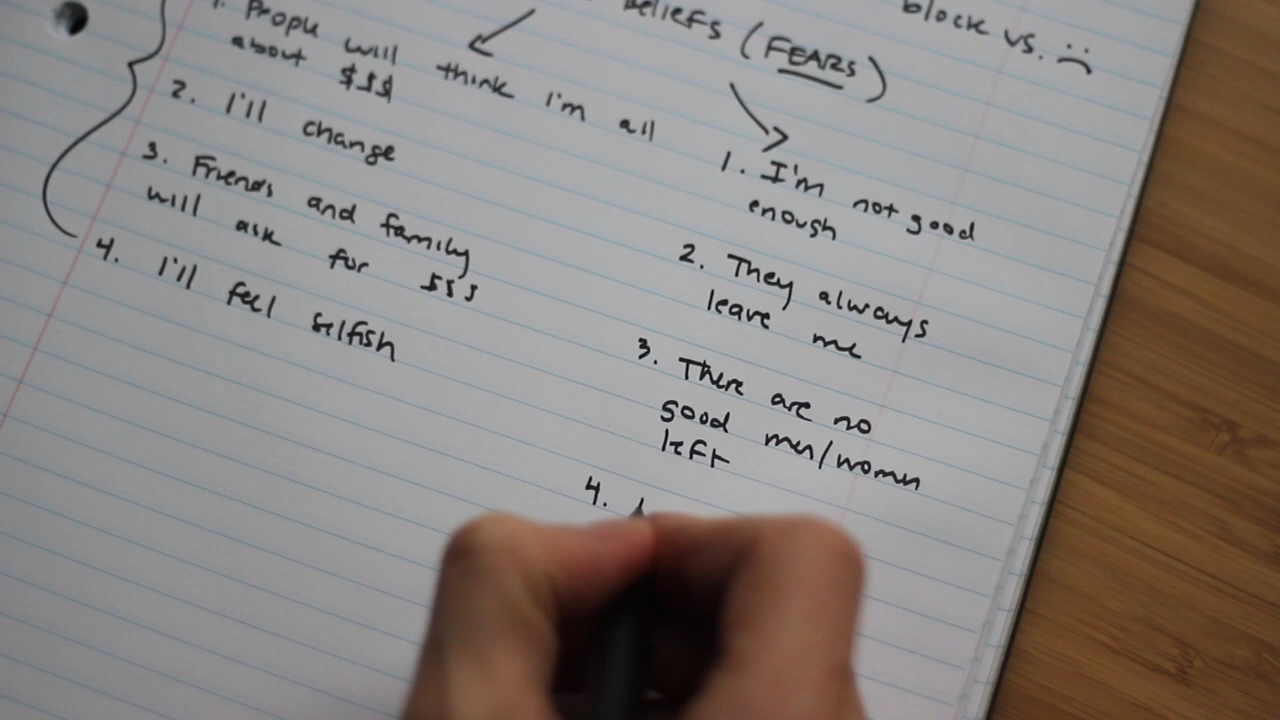 block vs. :(
beliefs (FEARS)
1. People will think I'm all
about $$$
2. I'll change
3. Friends and family
will ask for $$$
4. I'll feel selfish
1. I'm not good
enough
2. They always
leave me
3. There are no
good men/women
left
4.